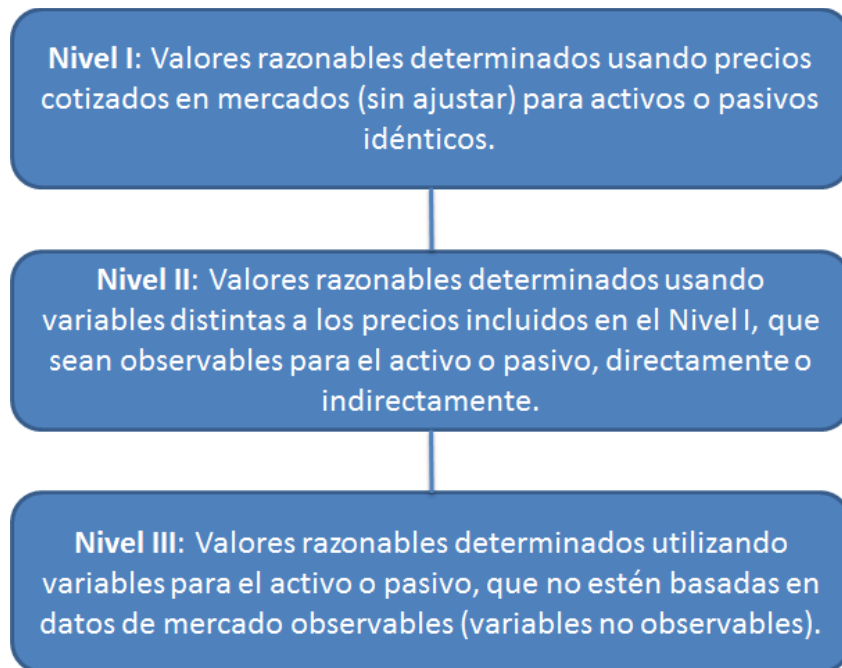 Nivel I: Valores razonables determinados usando precios
cotizados en mercados (sin ajustar) para activos o pasivos
idénticos.
Nivel II: Valores razonables determinados usando
variables distintas a los precios incluidos en el Nivel I, que
sean observables para el activo o pasivo, directamente o
indirectamente.
Nivel III: Valores razonables determinados utilizando
variables para el activo o pasivo, que no estén basadas en
datos de mercado observables (variables no observables).